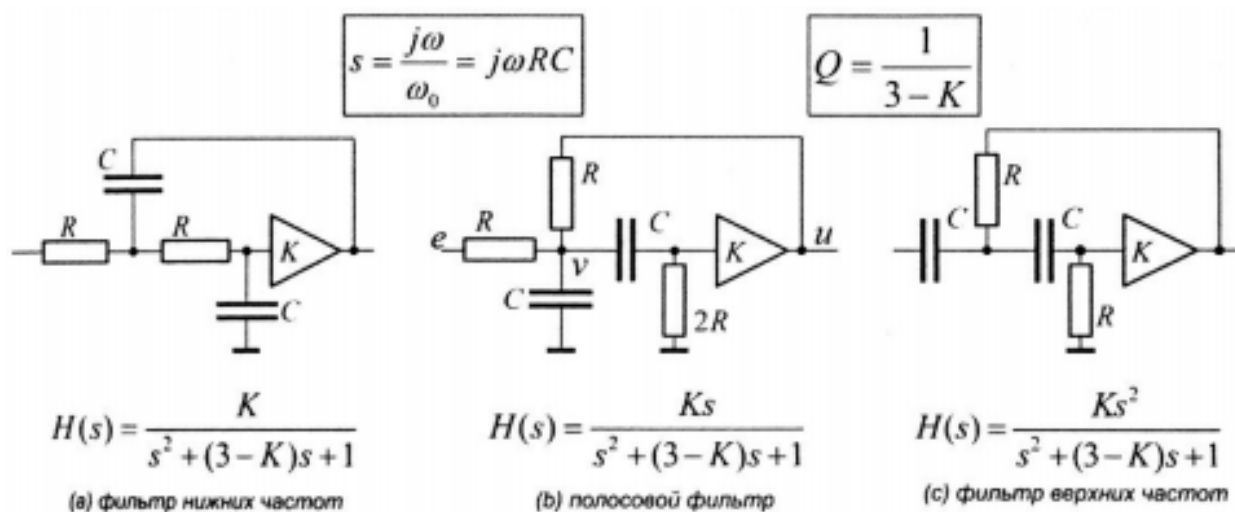 s = jω/ω₀ = jωRC
Q = 1/(3 − K)
C
R
R
K
C
R
R
e
C
K
u
v
C
2R
R
C
C
K
R
H(s) = K/(s² + (3 − K)s + 1)
H(s) = Ks/(s² + (3 − K)s + 1)
H(s) = Ks²/(s² + (3 − K)s + 1)
(a) фильтр нижних частот
(b) полосовой фильтр
(c) фильтр верхних частот